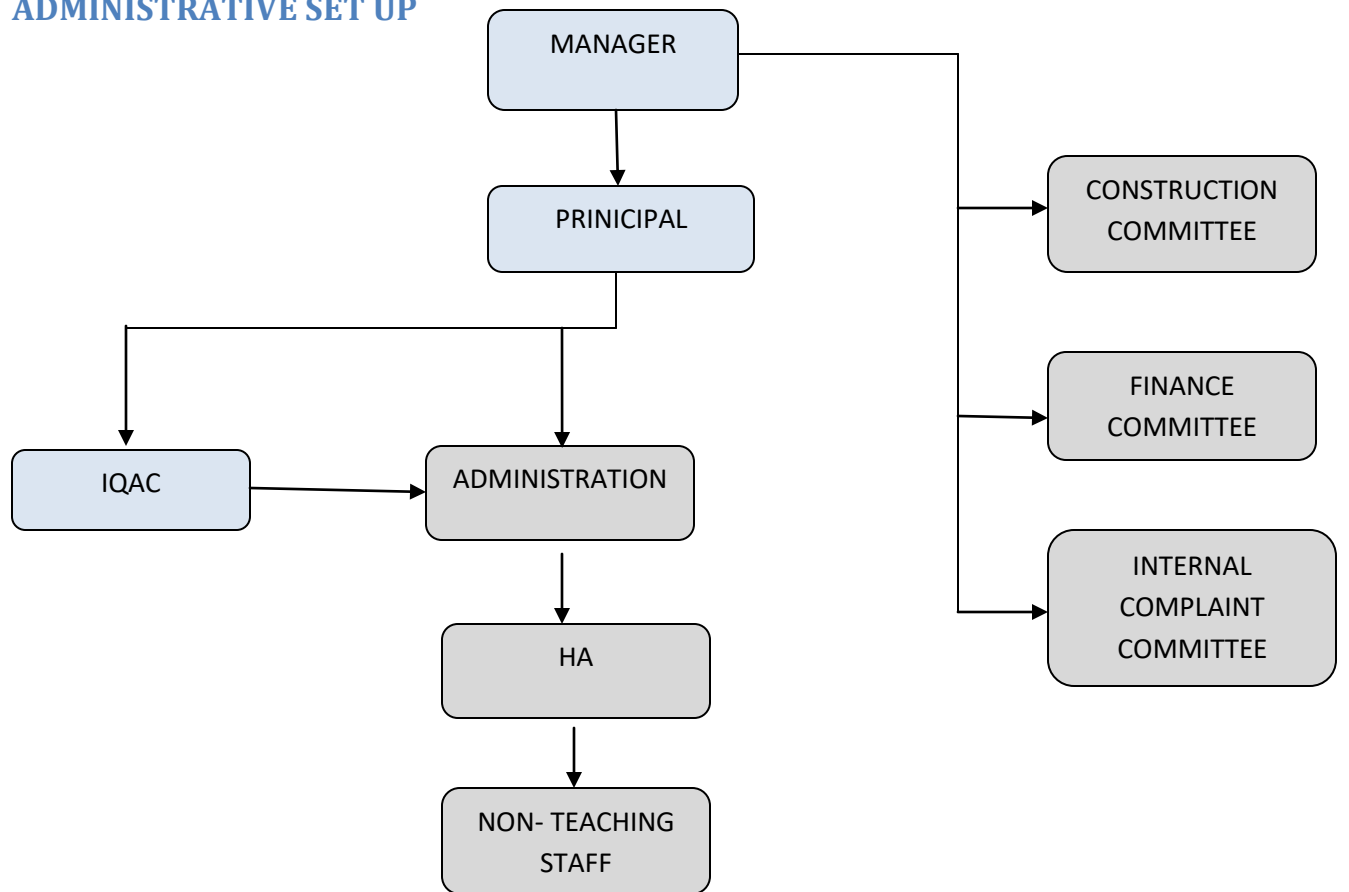 ADMINISTRATIVE SET UP
MANAGER
PRINICIPAL
CONSTRUCTION
COMMITTEE
FINANCE
COMMITTEE
IQAC
ADMINISTRATION
INTERNAL
COMPLAINT
COMMITTEE
HA
NON- TEACHING
STAFF